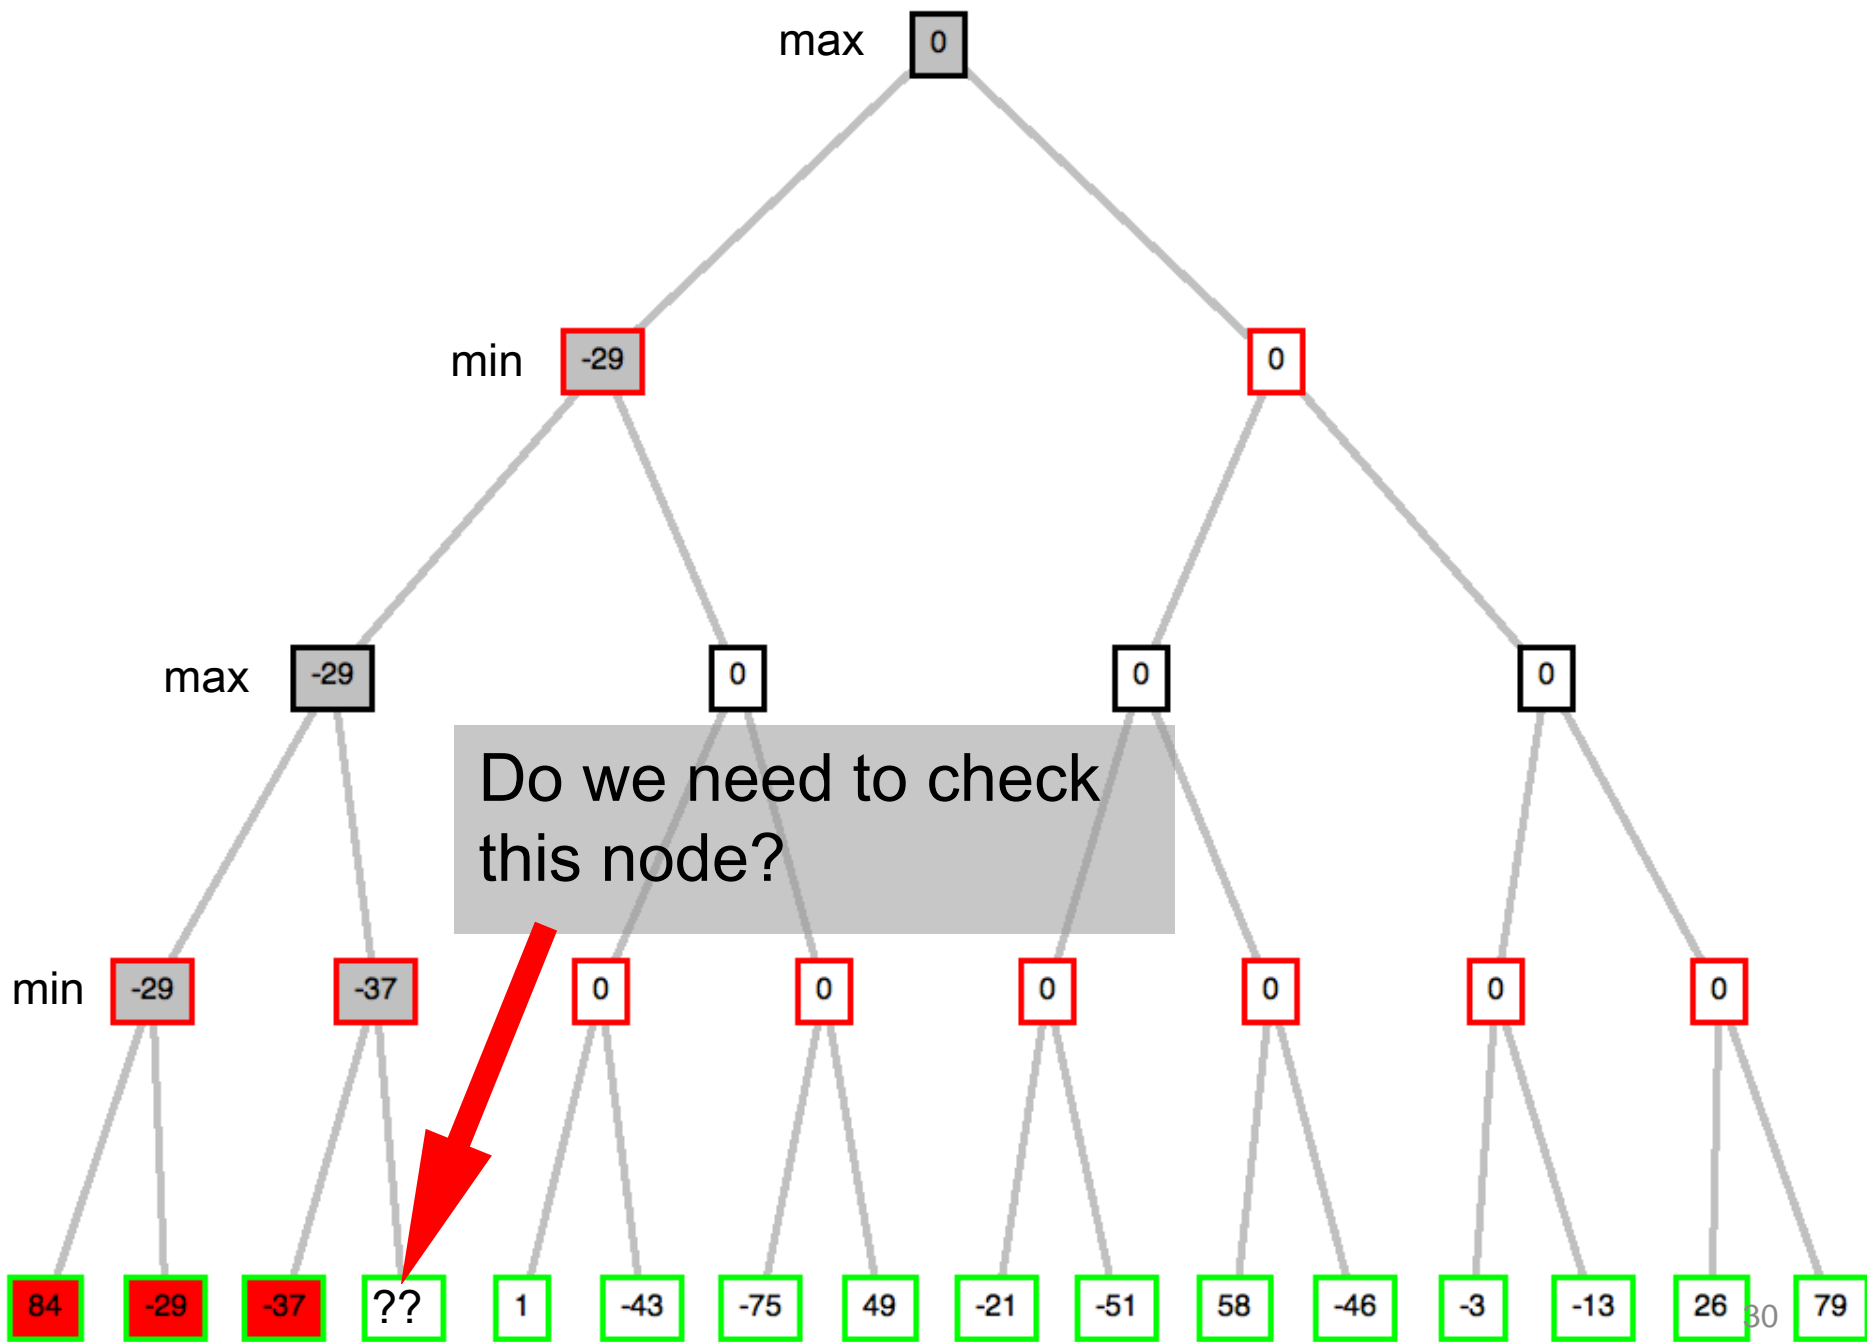 max 0
min -29 0
max -29 0 0 0
Do we need to check
this node?
min -29 -37 0 0 0 0 0 0
84 -29 -37 ?? 1 -43 -75 49 -21 -51 58 -46 -3 -13 26 30 79